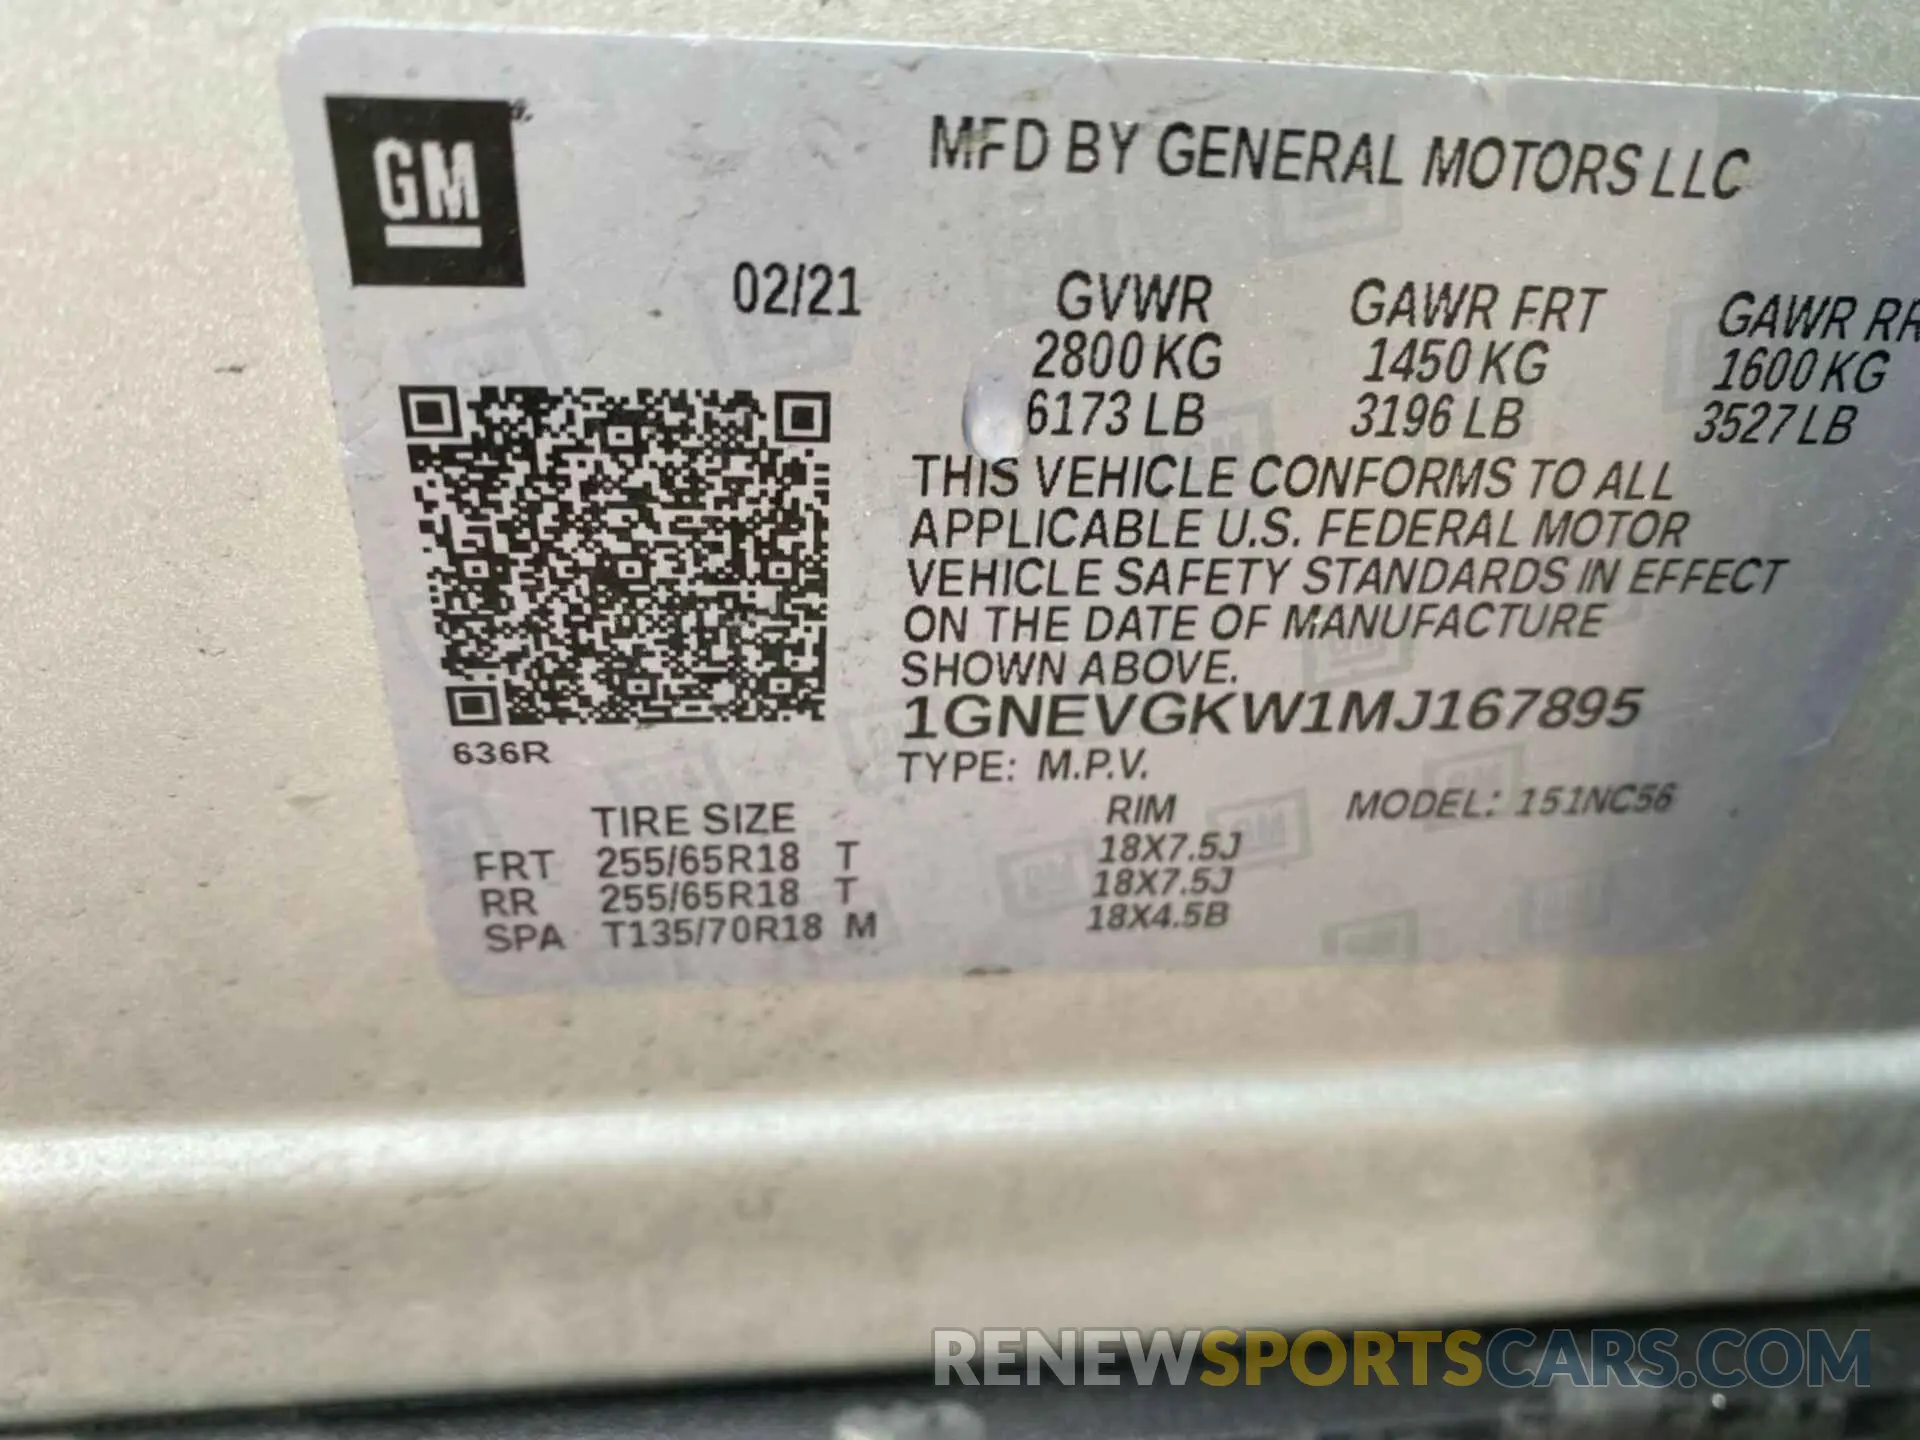 GM
MFD BY GENERAL MOTORS LLC
02/21 GVWR GAWR FRT GAWR RR
2800 KG 1450 KG 1600 KG
6173 LB 3196 LB 3527 LB
THIS VEHICLE CONFORMS TO ALL
APPLICABLE U.S. FEDERAL MOTOR
VEHICLE SAFETY STANDARDS IN EFFECT
ON THE DATE OF MANUFACTURE
SHOWN ABOVE.
1GNEVGKW1MJ167895
636R
TYPE: M.P.V.
TIRE SIZE RIM MODEL: 151NC56
FRT 255/65R18 T 18X7.5J
RR 255/65R18 T 18X7.5J
SPA T135/70R18 M 18X4.5B
RENEWSPORTSCARS.COM